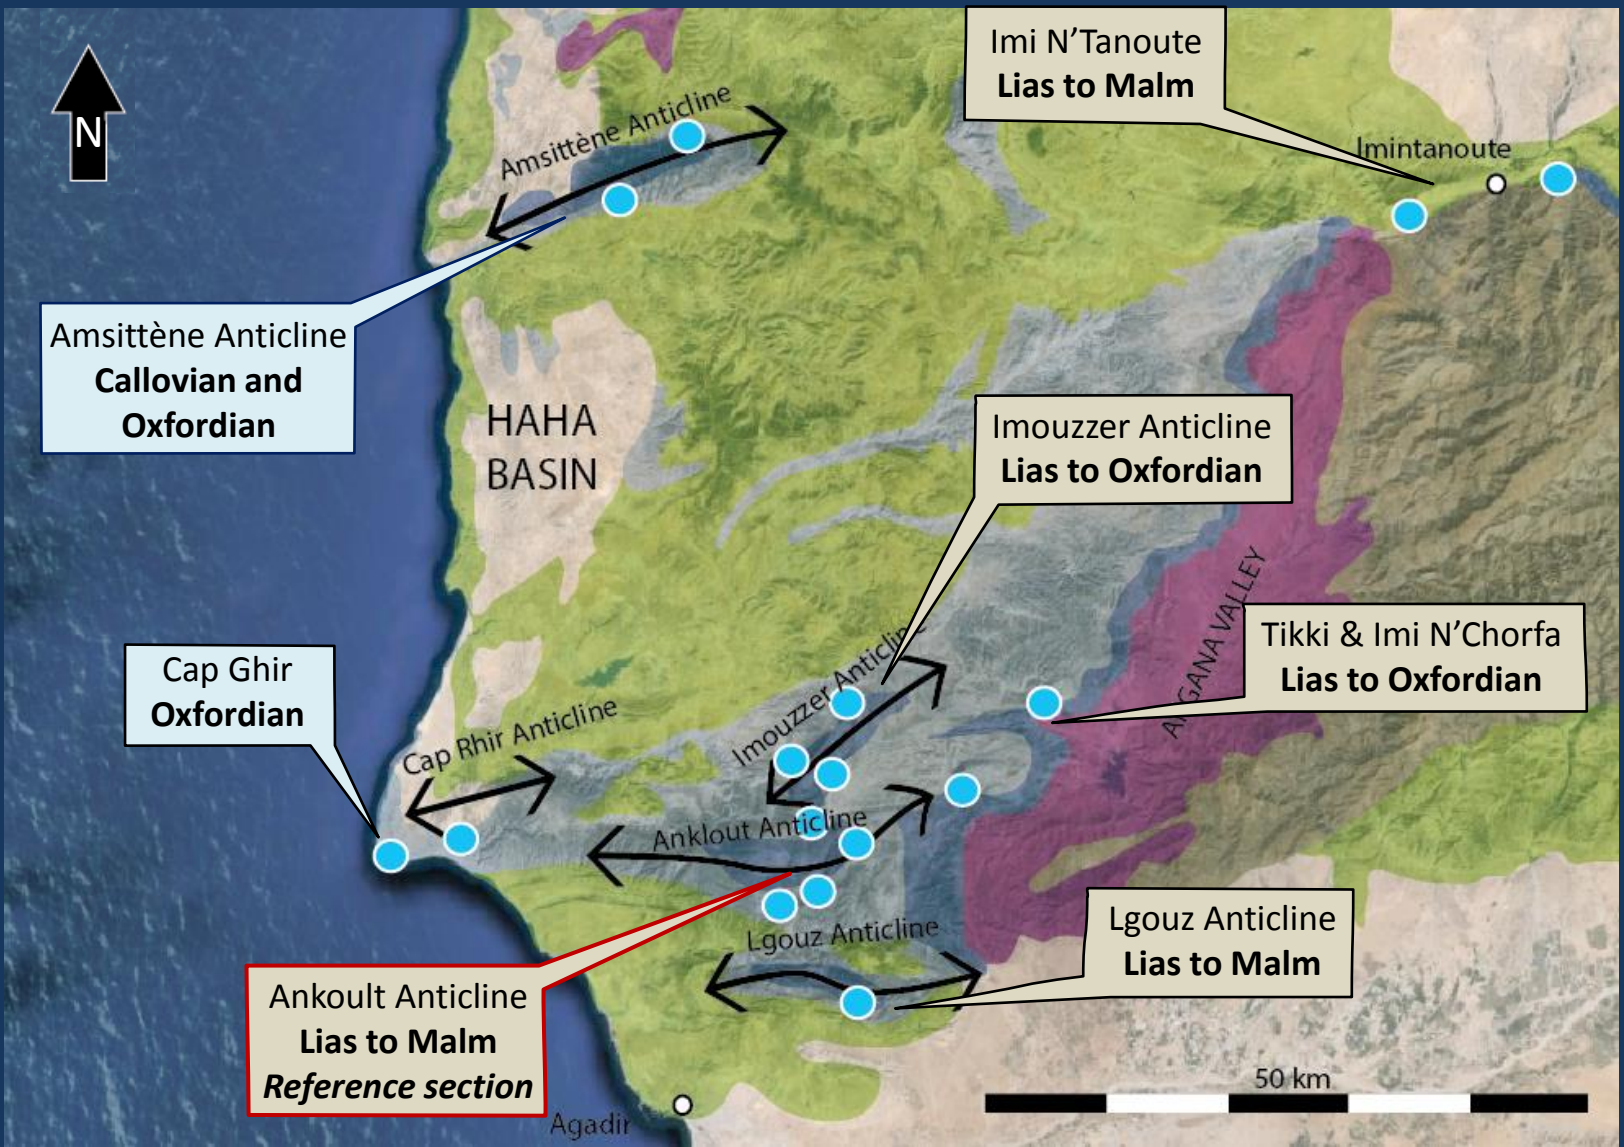 Imi N'Tanoute
Lias to Malm
N
Amsittène Anticline
Imintanoute
Amsittène Anticline
Callovian and
Oxfordian
HAHA
BASIN
Imouzzer Anticline
Lias to Oxfordian
ARGANA VALLEY
Tikki & Imi N'Chorfa
Lias to Oxfordian
Cap Ghir
Oxfordian
Imouzzer Anticline
Cap Rhir Anticline
Anklout Anticline
Lgouz Anticline
Lgouz Anticline
Lias to Malm
Ankoult Anticline
Lias to Malm
Reference section
50 km
Agadir